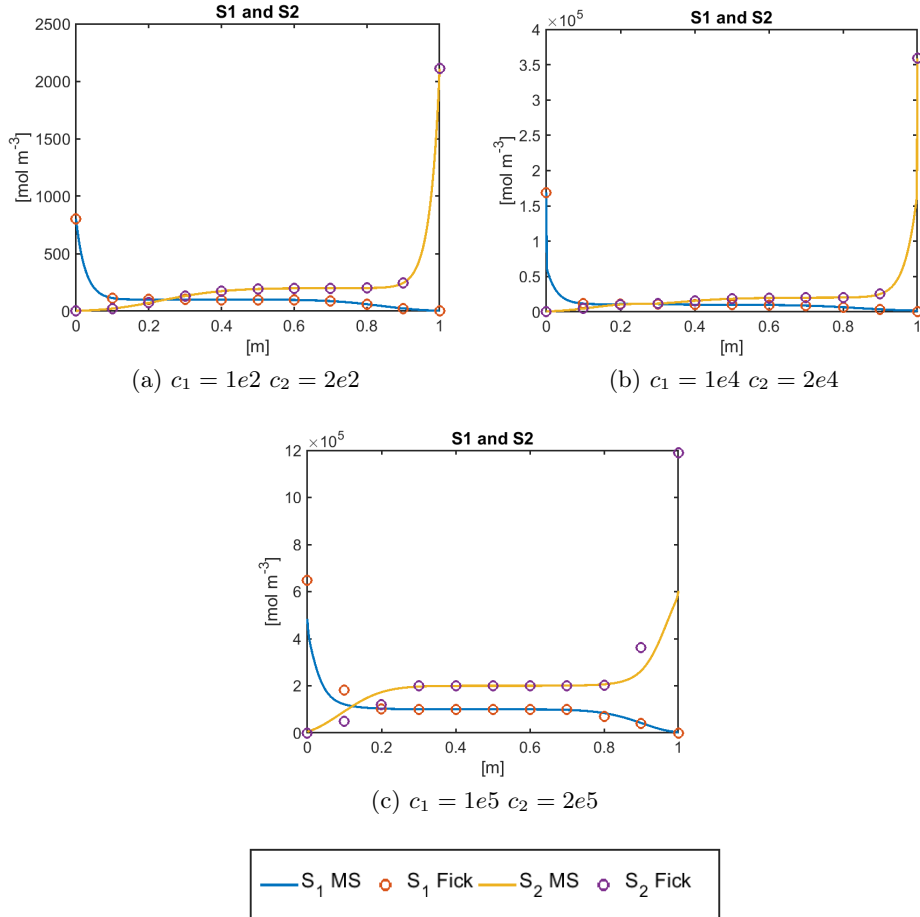 S1 and S2
2500
2000
1500
1000
500
0
[mol m⁻³]
0 0.2 0.4 0.6 0.8 1
[m]
(a) c₁ = 1e2 c₂ = 2e2
S1 and S2
×10⁵
4
3.5
3
2.5
2
1.5
1
0.5
0
[mol m⁻³]
0 0.2 0.4 0.6 0.8 1
[m]
(b) c₁ = 1e4 c₂ = 2e4
S1 and S2
×10⁵
12
10
8
6
4
2
0
[mol m⁻³]
0 0.2 0.4 0.6 0.8 1
[m]
(c) c₁ = 1e5 c₂ = 2e5
S₁ MS S₁ Fick S₂ MS S₂ Fick